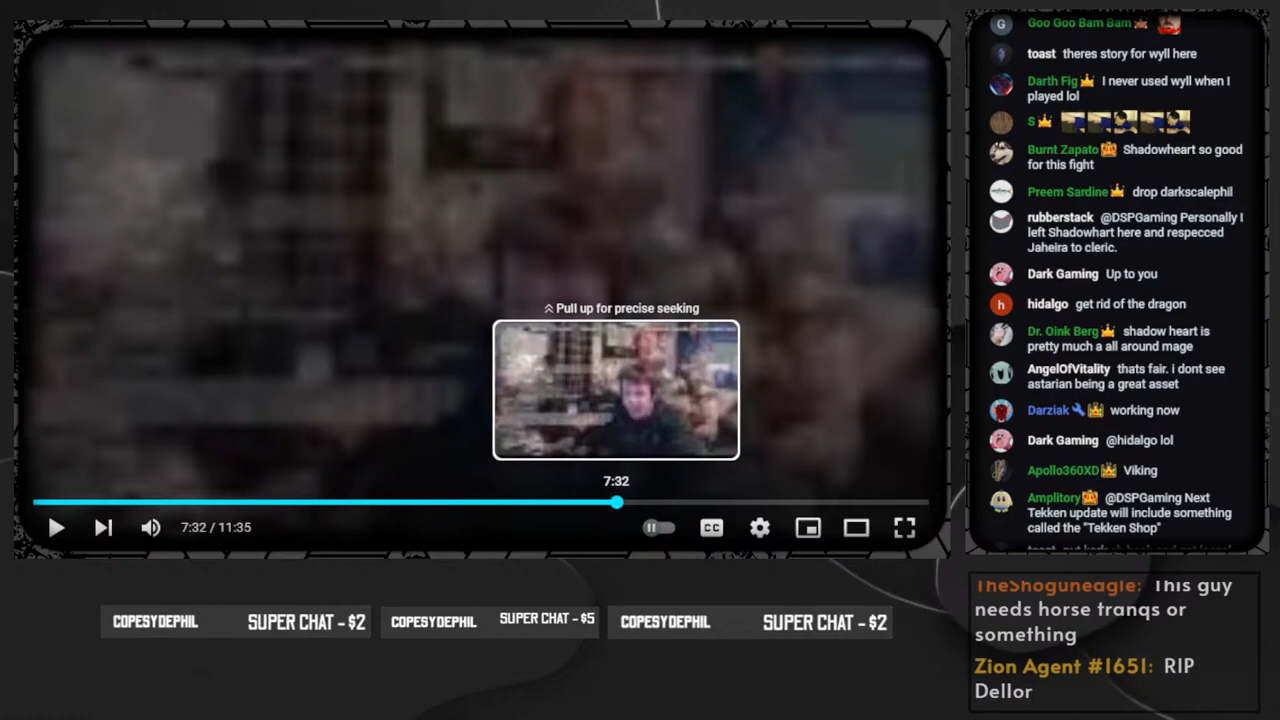 Pull up for precise seeking
7:32
7:32 / 11:35
CC
COPESYDEPHIL SUPER CHAT - $2
COPESYDEPHIL SUPER CHAT - $5
COPESYDEPHIL SUPER CHAT - $2
G Goo Goo Bam Bam
toast theres story for wyll here
Darth Fig I never used wyll when I
played lol
S
Burnt Zapato Shadowheart so good
for this fight
Preem Sardine drop darkscalephil
rubberstack @DSPGaming Personally I
left Shadowhart here and respecced
Jaheira to cleric.
Dark Gaming Up to you
h hidalgo get rid of the dragon
Dr. Oink Berg shadow heart is
pretty much a all around mage
AngelOfVitality thats fair. i dont see
astarian being a great asset
Darziak working now
Dark Gaming @hidalgo lol
Apollo360XD Viking
Amplitory @DSPGaming Next
Tekken update will include something
called the "Tekken Shop"
TheShoguneagle: This guy
needs horse tranqs or
something
Zion Agent #1651: RIP
Dellor